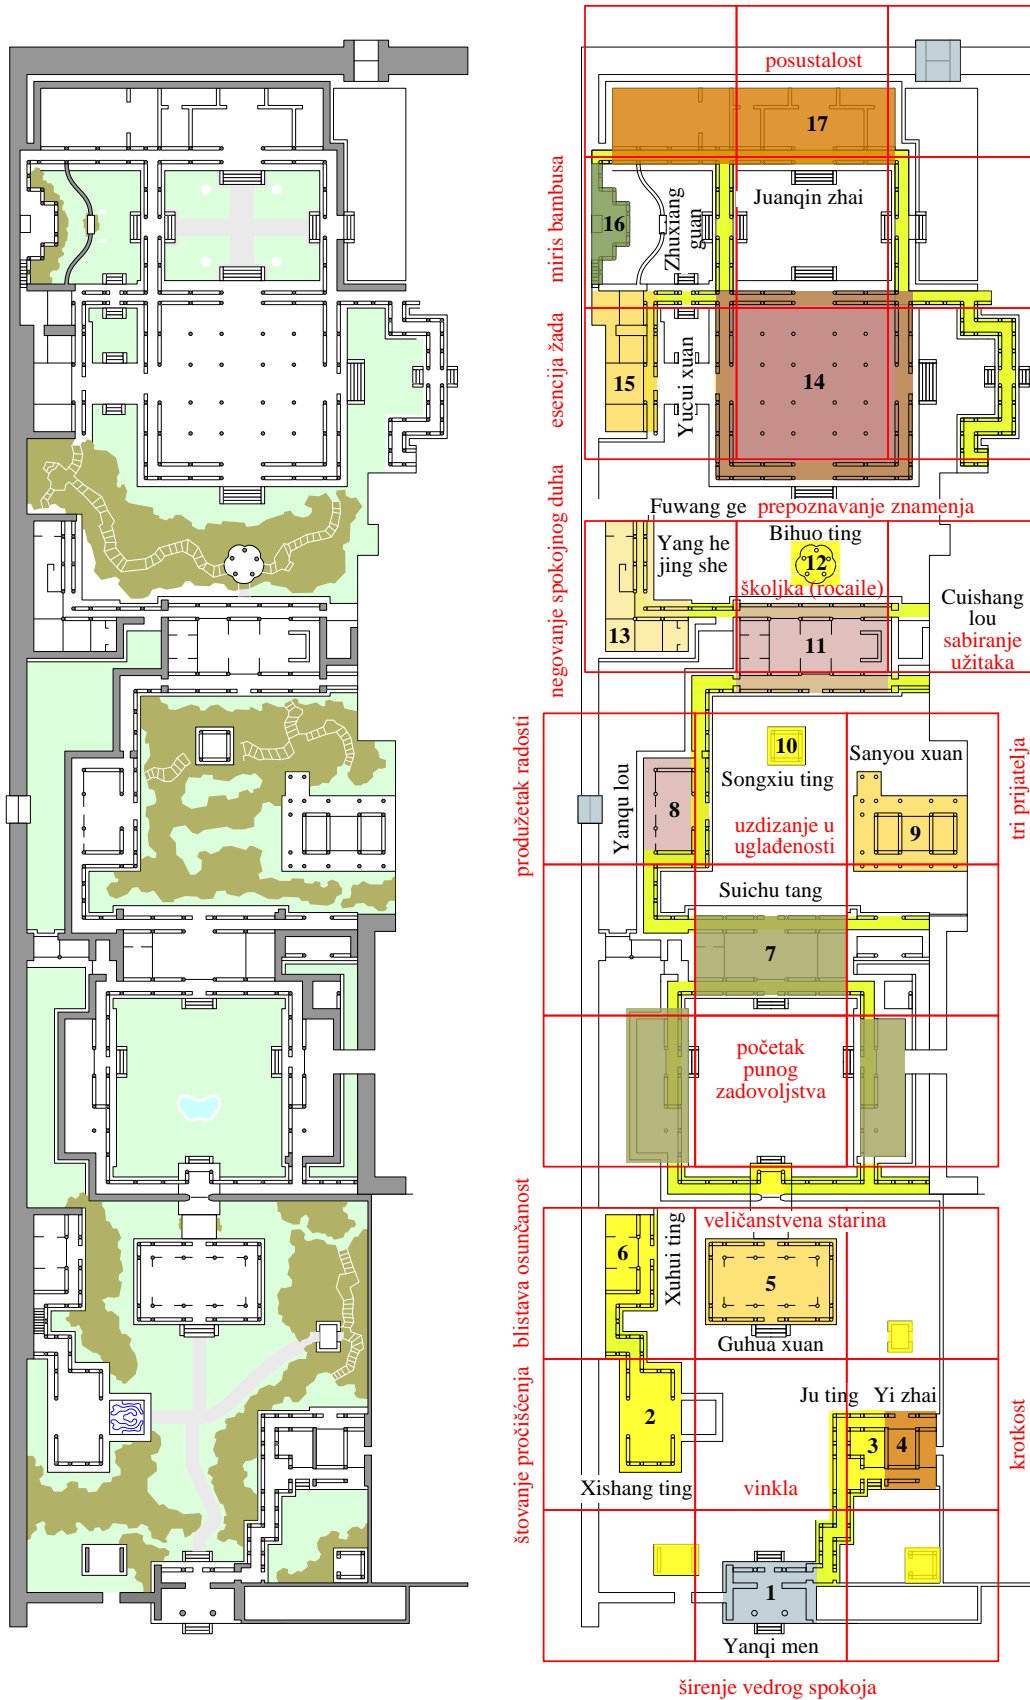 posustalost
17
miris bambusa
16
Zhuxiang
guan
Juanqin zhai
esencija žada
15
Yucui xuan
14
Fuwang ge prepoznavanje znamenja
negovanje spokojnog duha
Yang he
jing she
Bihuo ting
12
školjka (rocaile)
13
11
Cuishang
lou
sabiranje
užitaka
produžetak radosti
Yanqu lou
8
10
Songxiu ting
uzdizanje u
uglađenosti
Sanyou xuan
9
tri prijatelja
Suichu tang
7
početak
punog
zadovoljstva
blistava osunčanost
6
Xuhui ting
veličanstvena starina
5
Guhua xuan
štovanje pročišćenja
2
Xishang ting
vinkla
Ju ting
Yi zhai
3
4
krotkost
1
Yanqi men
širenje vedrog spokoja